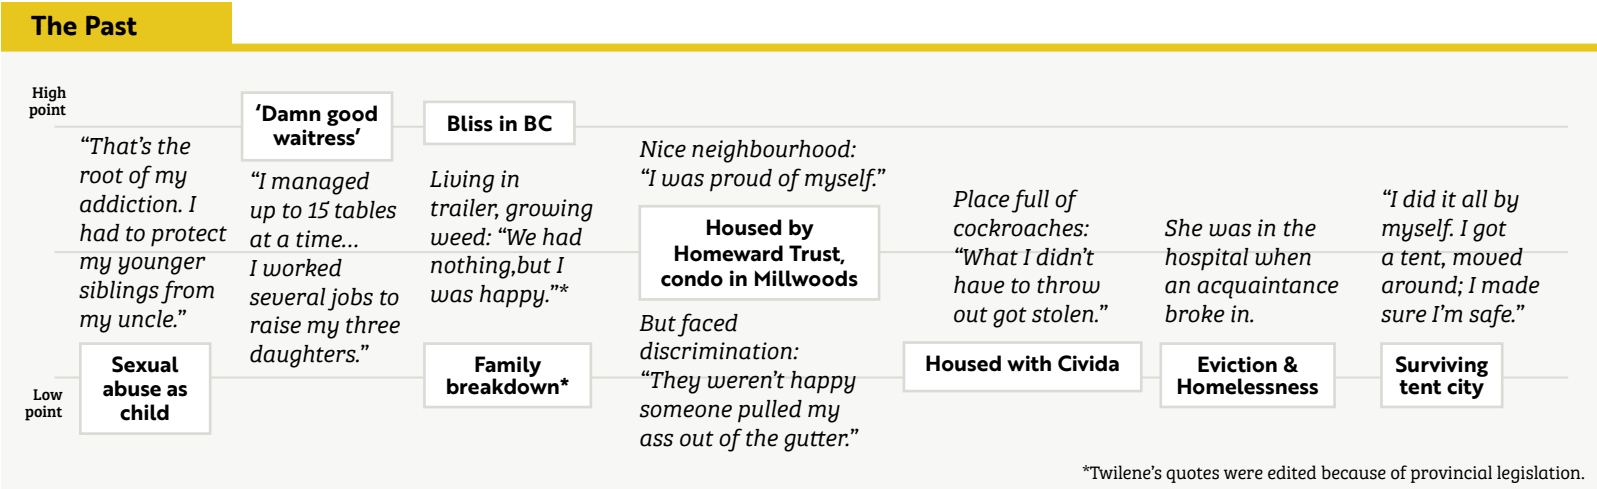 The Past
High
point
Low
point
“That’s the
root of my
addiction. I
had to protect
my younger
siblings from
my uncle.”
Sexual
abuse as
child
‘Damn good
waitress’
“I managed
up to 15 tables
at a time...
I worked
several jobs to
raise my three
daughters.”
Bliss in BC
Living in
trailer, growing
weed: “We had
nothing,but I
was happy.”*
Family
breakdown*
Nice neighbourhood:
“I was proud of myself.”
Housed by
Homeward Trust,
condo in Millwoods
But faced
discrimination:
“They weren’t happy
someone pulled my
ass out of the gutter.”
Place full of
cockroaches:
“What I didn’t
have to throw
out got stolen.”
Housed with Civida
She was in the
hospital when
an acquaintance
broke in.
Eviction &
Homelessness
“I did it all by
myself. I got
a tent, moved
around; I made
sure I’m safe.”
Surviving
tent city
*Twilene’s quotes were edited because of provincial legislation.